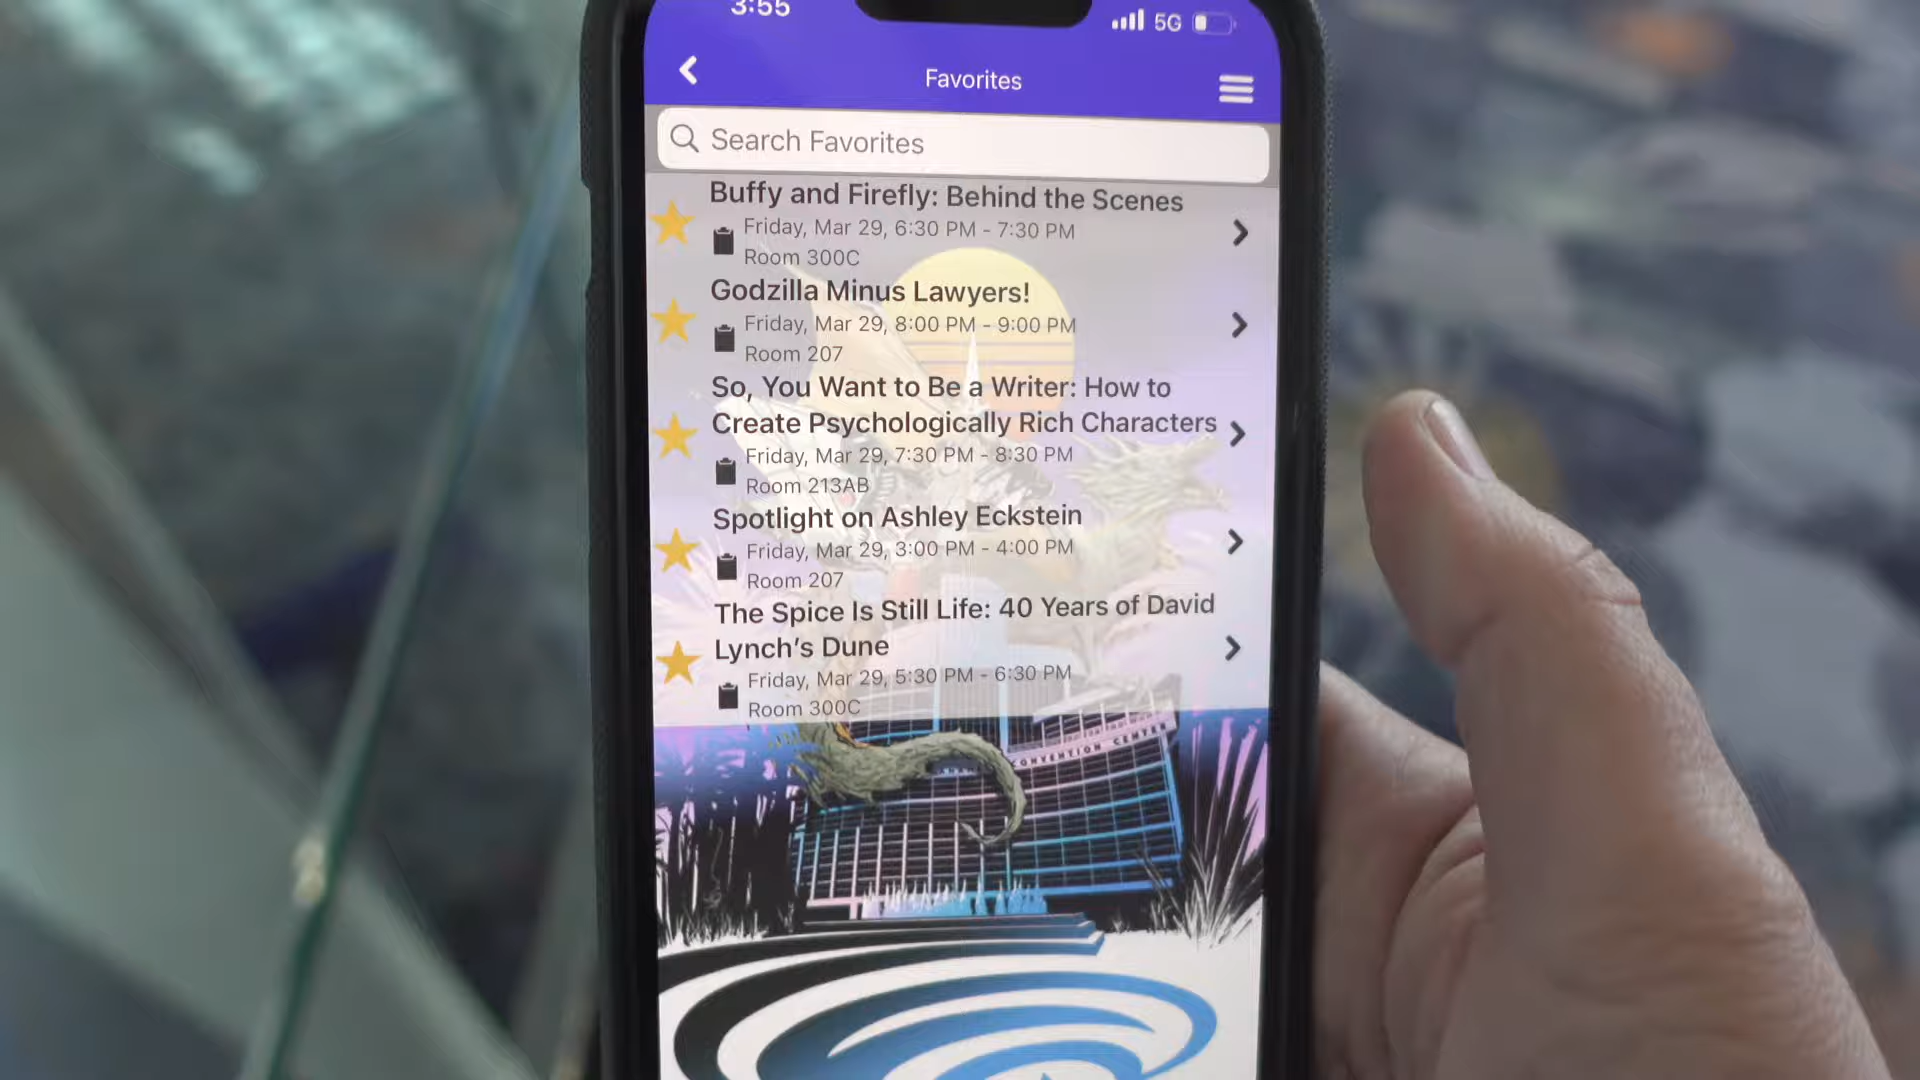 3:55
5G
Favorites
Search Favorites
Buffy and Firefly: Behind the Scenes
Friday, Mar 29, 6:30 PM - 7:30 PM
Room 300C
Godzilla Minus Lawyers!
Friday, Mar 29, 8:00 PM - 9:00 PM
Room 207
So, You Want to Be a Writer: How to
Create Psychologically Rich Characters
Friday, Mar 29, 7:30 PM - 8:30 PM
Room 213AB
Spotlight on Ashley Eckstein
Friday, Mar 29, 3:00 PM - 4:00 PM
Room 207
The Spice Is Still Life: 40 Years of David
Lynch’s Dune
Friday, Mar 29, 5:30 PM - 6:30 PM
Room 300C
CONVENTION CENTER